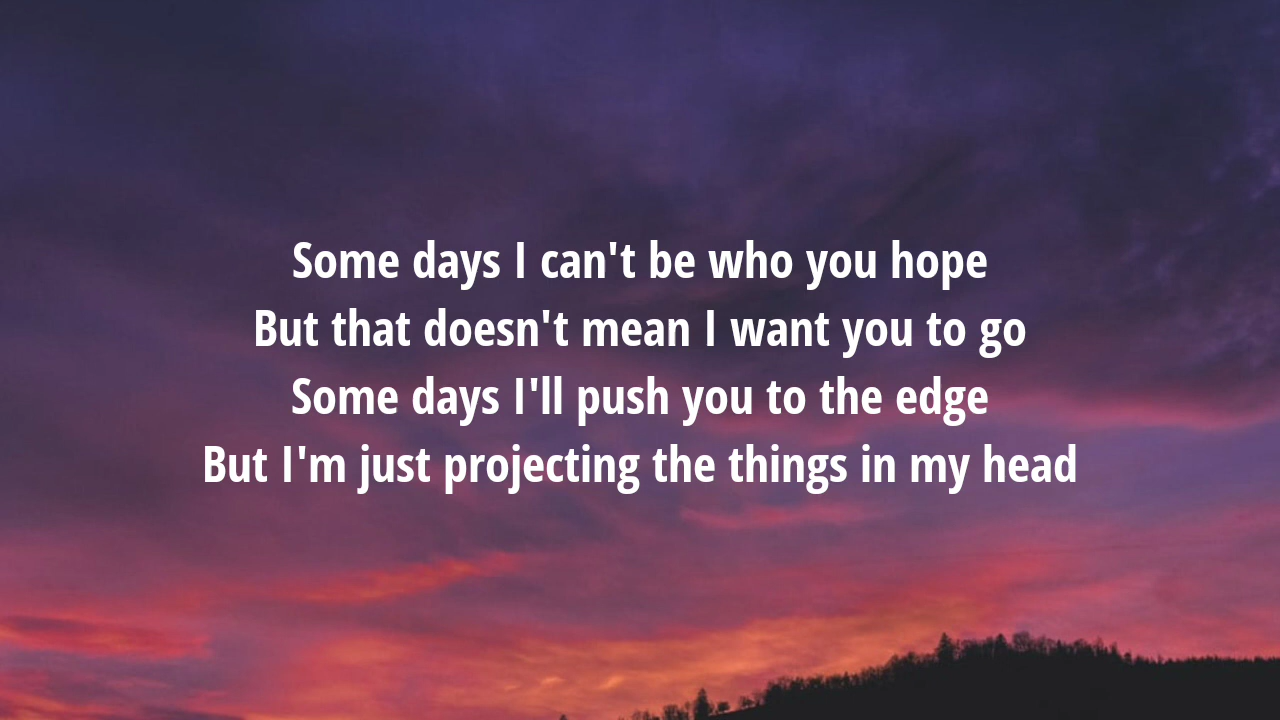 Some days I can't be who you hope
But that doesn't mean I want you to go
Some days I'll push you to the edge
But I'm just projecting the things in my head